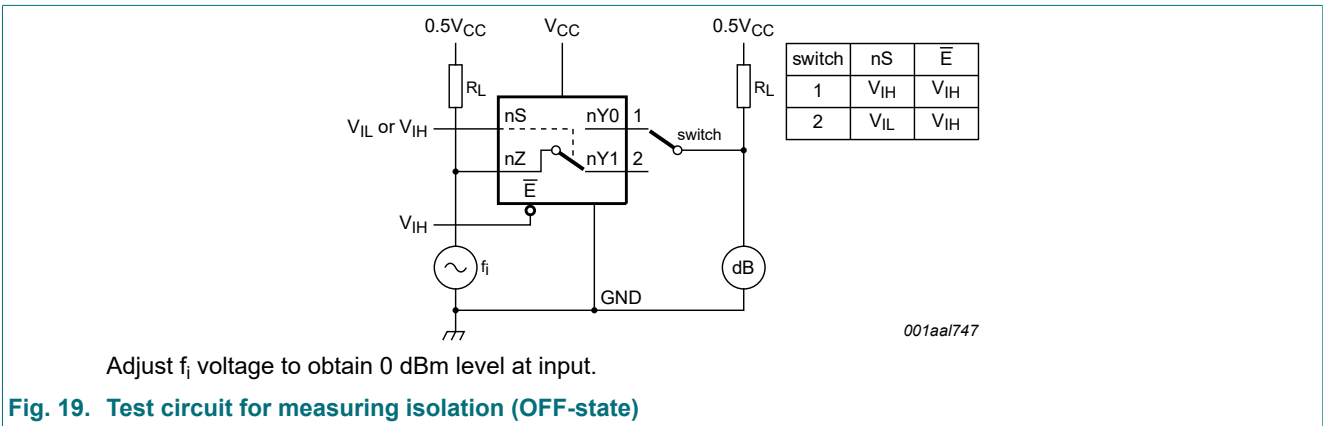 0.5VCC VCC 0.5VCC
switch nS E̅
RL RL
1 VIH VIH
2 VIL VIH
VIL or VIH nS nY0 1 switch
nZ nY1 2
E̅
VIH
fi dB
GND
001aal747
Adjust fi voltage to obtain 0 dBm level at input.
Fig. 19. Test circuit for measuring isolation (OFF-state)